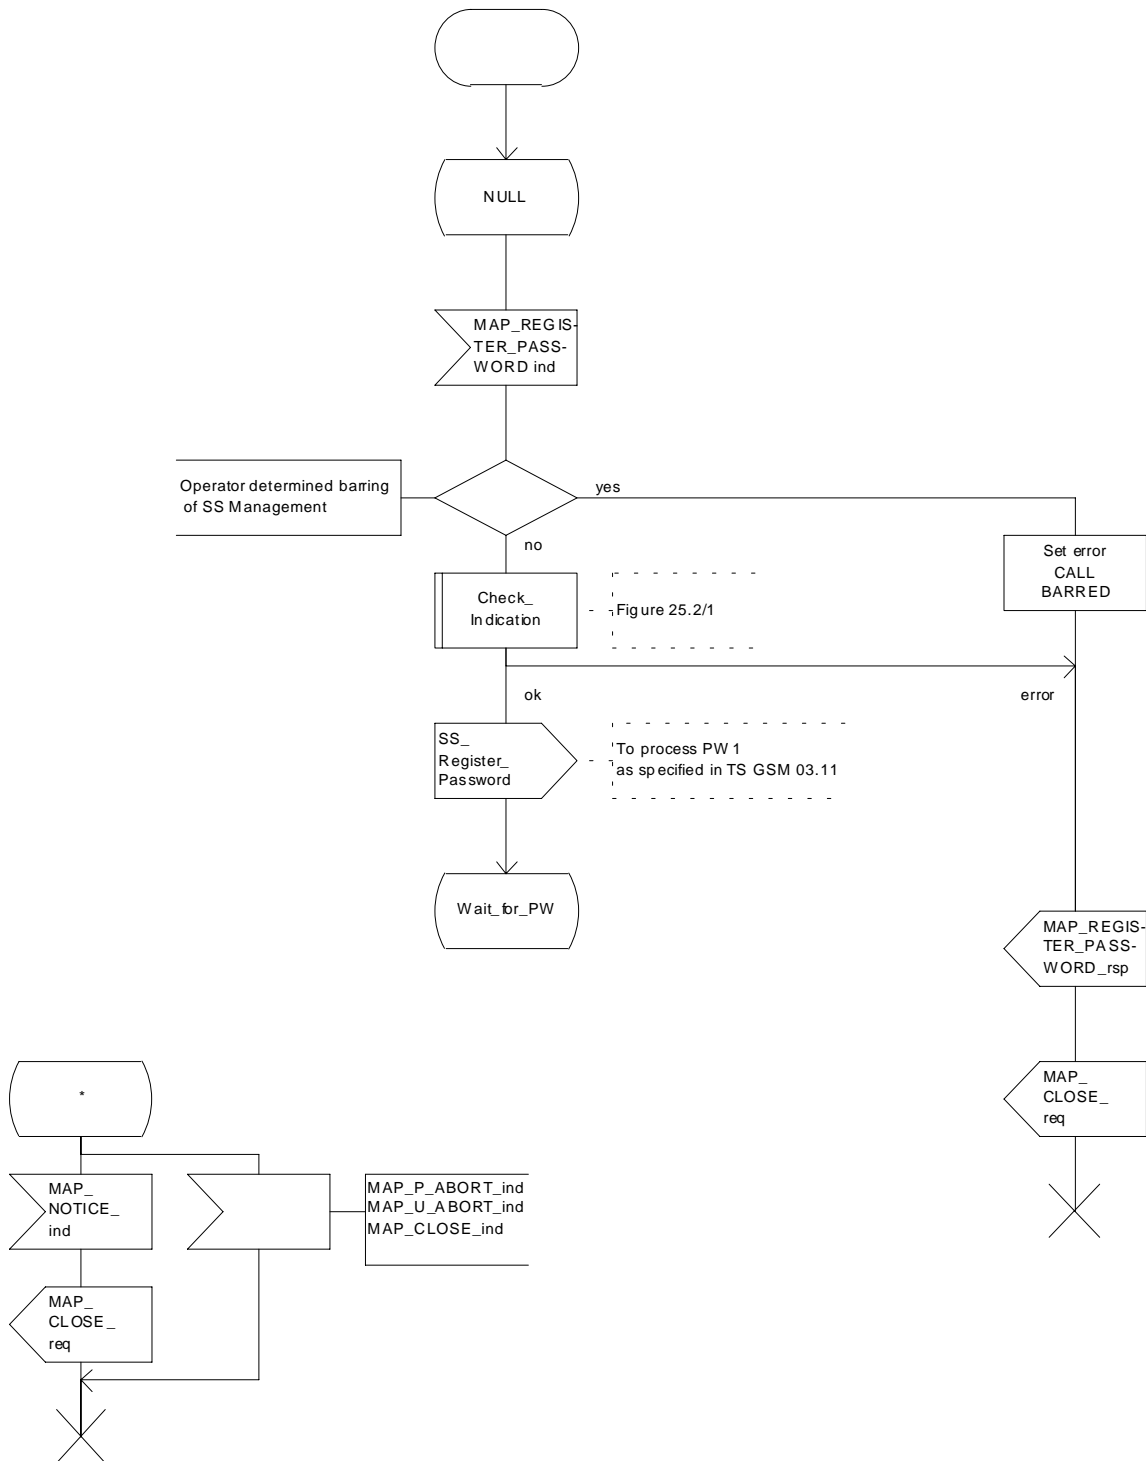 NULL
MAP_REGIS-
TER_PASS-
WORD ind
Operator determined barring
of SS Management
yes
no
Set error
CALL
BARRED
Check_
Indication
Figure 25.2/1
ok
error
SS_
Register_
Password
To process PW1
as specified in TS GSM 03.11
Wait_for_PW
MAP_REGIS-
TER_PASS-
WORD_rsp
MAP_
CLOSE_
req
*
MAP_
NOTICE_
ind
MAP_P_ABORT_ind
MAP_U_ABORT_ind
MAP_CLOSE_ind
MAP_
CLOSE_
req